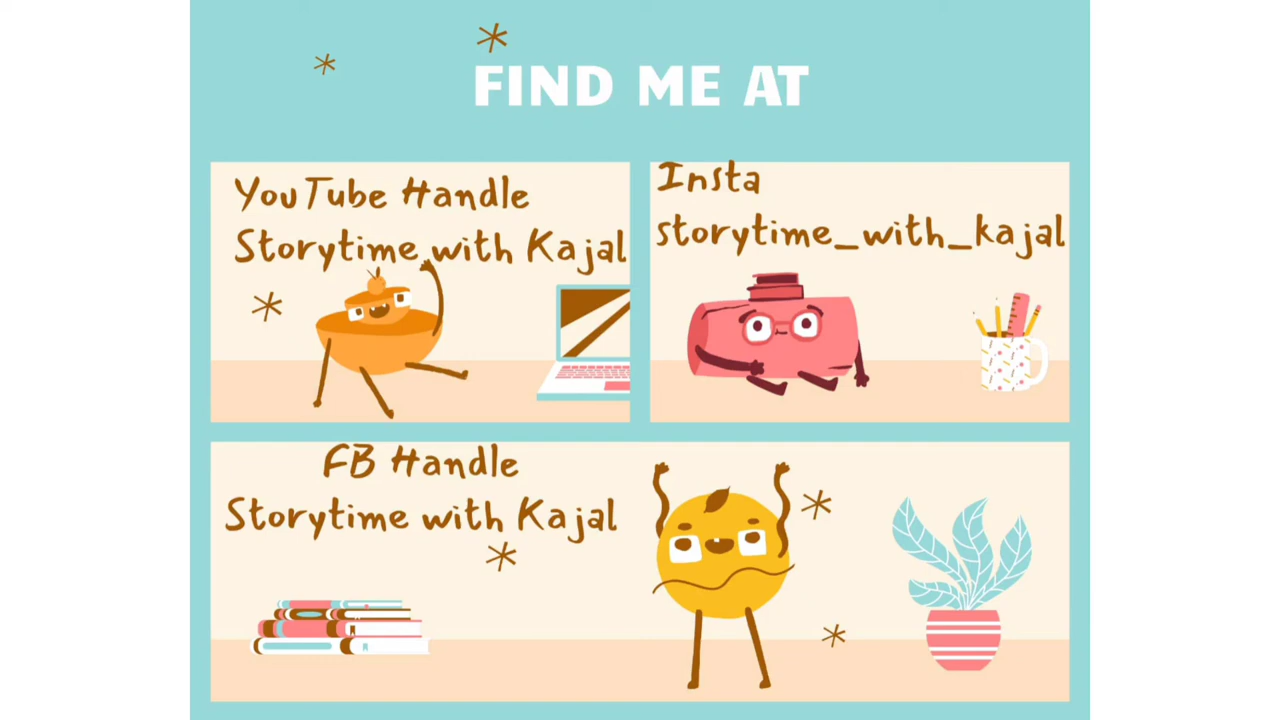 FIND ME AT
YouTube Handle
Storytime with Kajal
Insta
storytime_with_kajal
FB Handle
Storytime with Kajal